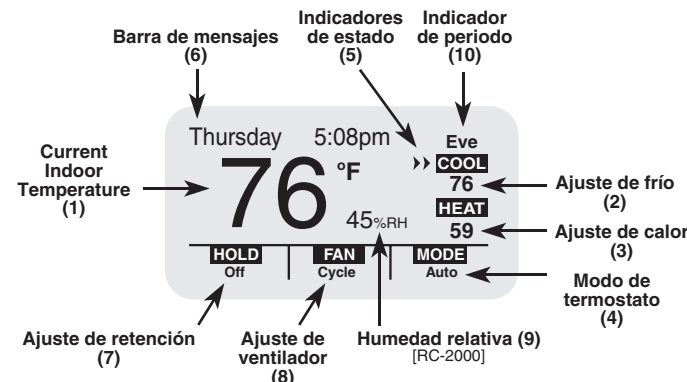 Barra de mensajes
(6)
Indicadores
de estado
(5)
Indicador
de periodo
(10)
Current
Indoor
Temperature
(1)
Thursday 5:08pm
76 °F
45%RH
Eve
COOL
76
HEAT
59
HOLD
Off
FAN
Cycle
MODE
Auto
Ajuste de frío
(2)
Ajuste de calor
(3)
Modo de
termostato
(4)
Ajuste de retención
(7)
Ajuste de
ventilador
(8)
Humedad relativa (9)
[RC-2000]